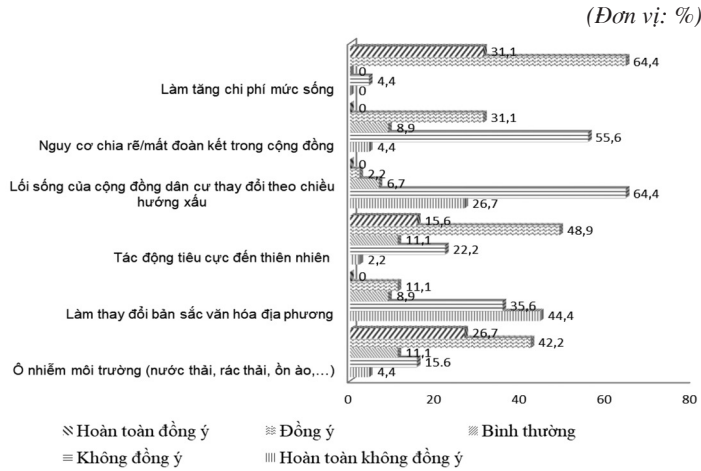 (Đơn vị: %)
31,1
64,4
0
4,4
Làm tăng chi phí mức sống
0
0
31,1
8,9
55,6
Nguy cơ chia rẽ/mất đoàn kết trong cộng đồng
4,4
0
2,2
6,7
Lối sống của cộng đồng dân cư thay đổi theo chiều
hướng xấu
64,4
26,7
15,6
48,9
11,1
22,2
Tác động tiêu cực đến thiên nhiên
2,2
0
11,1
8,9
35,6
Làm thay đổi bản sắc văn hóa địa phương
44,4
26,7
42,2
11,1
15.6
Ô nhiễm môi trường (nước thải, rác thải, ồn ào,…)
4,4
0 20 40 60 80
Hoàn toàn đồng ý Đồng ý Bình thường
Không đồng ý Hoàn toàn không đồng ý